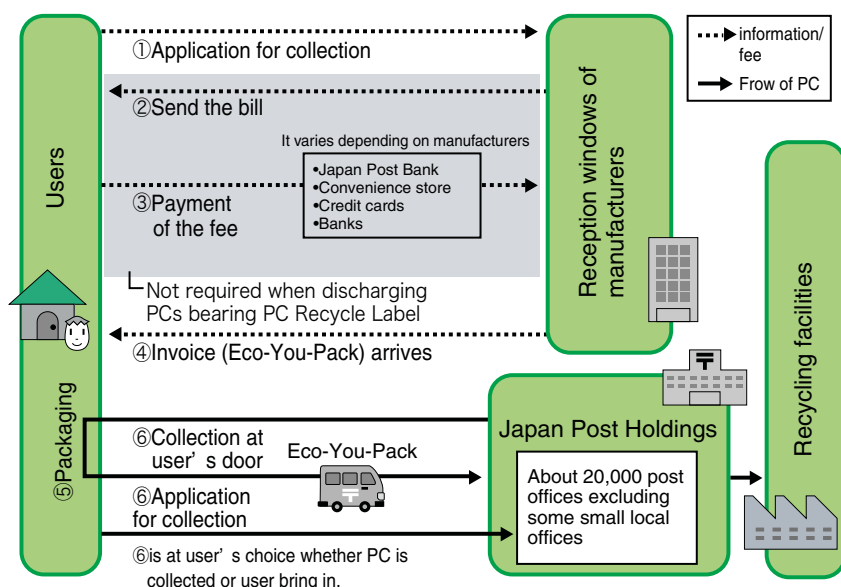 ①Application for collection
②Send the bill
It varies depending on manufacturers
•Japan Post Bank
•Convenience store
•Credit cards
•Banks
③Payment
of the fee
Not required when discharging
PCs bearing PC Recycle Label
④Invoice (Eco-You-Pack) arrives
Users
Reception windows of
manufacturers
information/
fee
Frow of PC
Recycling facilities
⑤Packaging
⑥Collection at
user's door
Eco-You-Pack
⑥Application
for collection
⑥is at user's choice whether PC is
collected or user bring in.
Japan Post Holdings
About 20,000 post
offices excluding
some small local
offices